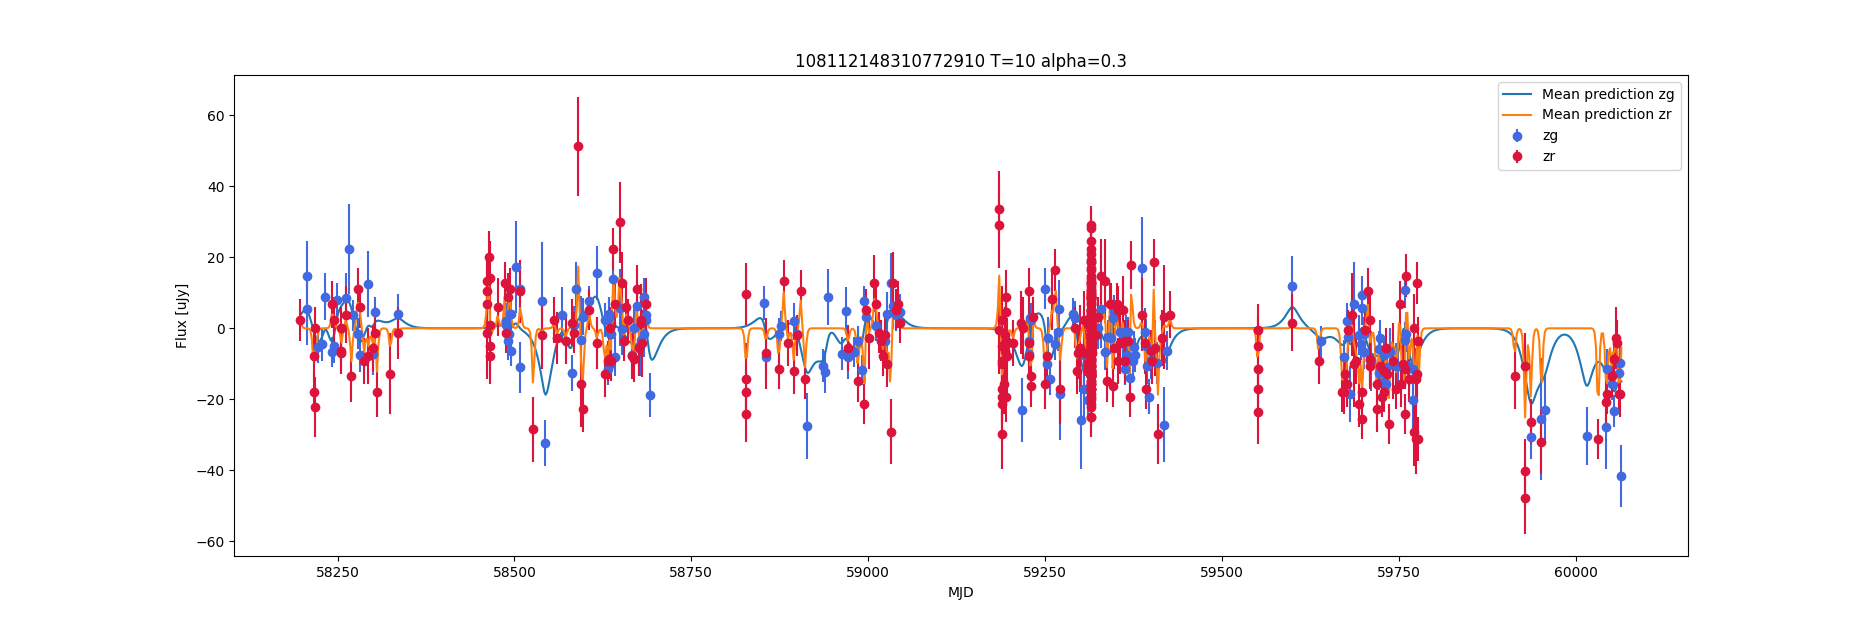 108112148310772910 T=10 alpha=0.3
Mean prediction zg
Mean prediction zr
zg
zr
Flux [uJy]
60
40
20
0
−20
−40
−60
58250 58500 58750 59000 59250 59500 59750 60000
MJD